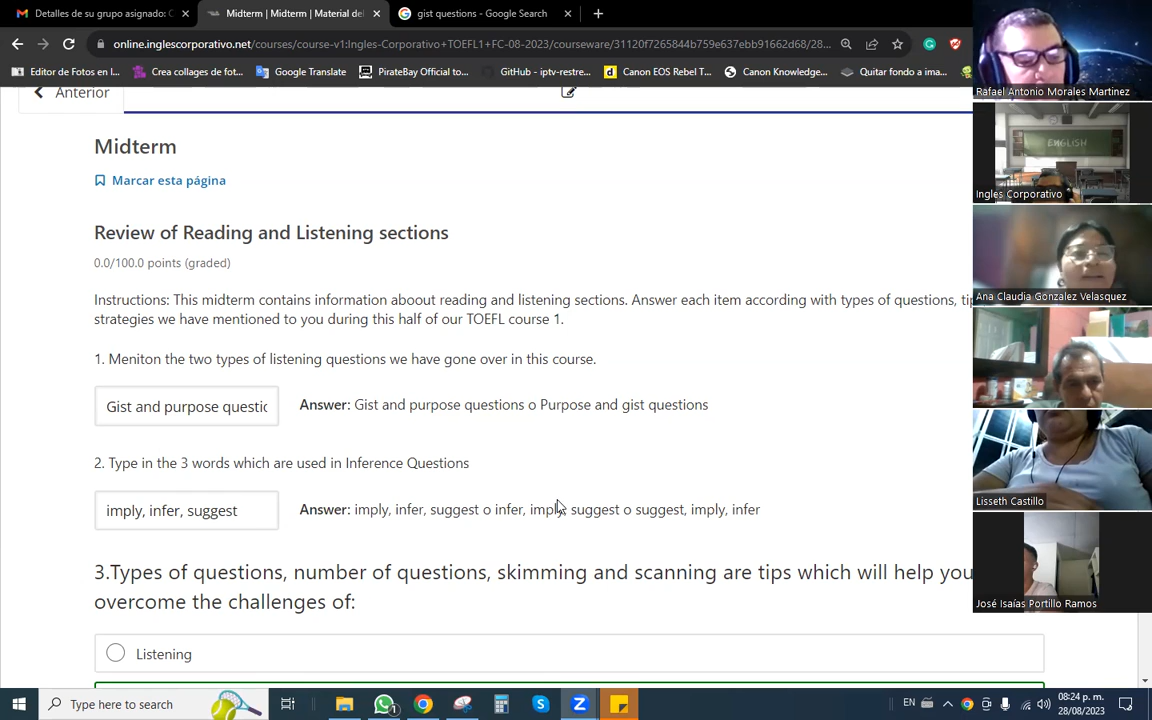 Detalles de su grupo asignado: C
Midterm | Midterm | Material del
gist questions - Google Search
online.inglescorporativo.net/courses/course-v1:Ingles-Corporativo+TOEFL1+FC-08-2023/courseware/31120f7265844b759e637ebb91662d68/28...
Editor de Fotos en l...
Crea collages de fot...
Google Translate
PirateBay Official to...
GitHub - iptv-restre...
Canon EOS Rebel T...
Canon Knowledge...
Quitar fondo a ima...
Anterior
Midterm
Marcar esta página
Review of Reading and Listening sections
0.0/100.0 points (graded)
Instructions: This midterm contains information aboout reading and listening sections. Answer each item according with types of questions, tip
strategies we have mentioned to you during this half of our TOEFL course 1.
1. Meniton the two types of listening questions we have gone over in this course.
Gist and purpose questic
Answer: Gist and purpose questions o Purpose and gist questions
2. Type in the 3 words which are used in Inference Questions
imply, infer, suggest
Answer: imply, infer, suggest o infer, imply, suggest o suggest, imply, infer
3.Types of questions, number of questions, skimming and scanning are tips which will help you
overcome the challenges of:
Listening
Rafael Antonio Morales Martinez
ENGLISH
Ingles Corporativo
Ana Claudia Gonzalez Velasquez
Lisseth Castillo
José Isaías Portillo Ramos
Type here to search
1
EN
08:24 p. m.
28/08/2023